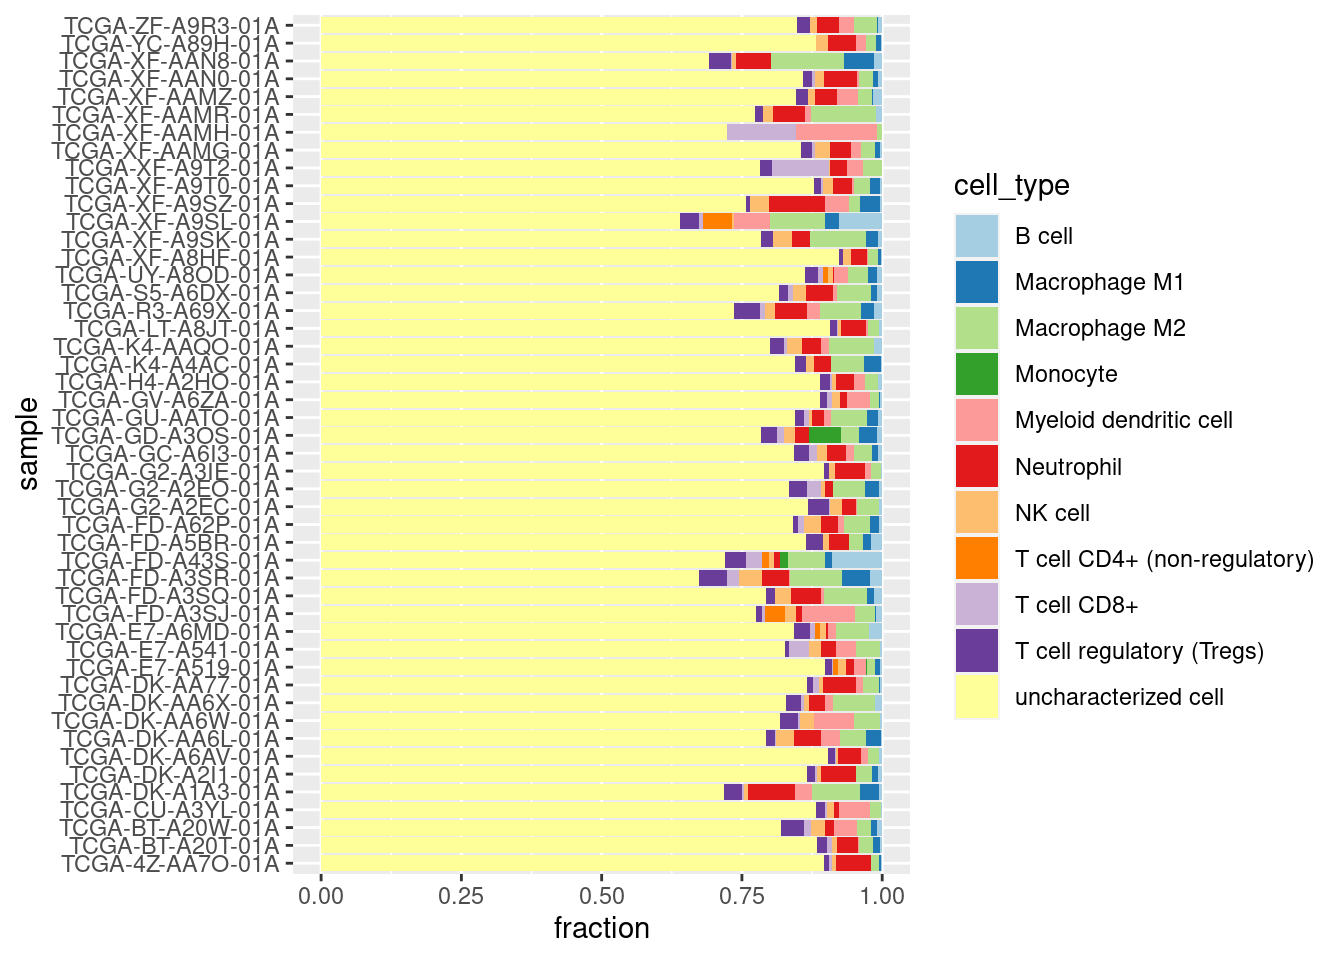 TCGA-ZF-A9R3-01A
TCGA-YC-A89H-01A
TCGA-XF-AAN8-01A
TCGA-XF-AAN0-01A
TCGA-XF-AAMZ-01A
TCGA-XF-AAMR-01A
TCGA-XF-AAMH-01A
TCGA-XF-AAMG-01A
TCGA-XF-A9T2-01A
TCGA-XF-A9T0-01A
TCGA-XF-A9SZ-01A
TCGA-XF-A9SL-01A
TCGA-XF-A9SK-01A
TCGA-XF-A8HF-01A
TCGA-UY-A8OD-01A
TCGA-S5-A6DX-01A
TCGA-R3-A69X-01A
TCGA-LT-A8JT-01A
TCGA-K4-AAQO-01A
TCGA-K4-A4AC-01A
TCGA-H4-A2HO-01A
TCGA-GV-A6ZA-01A
TCGA-GU-AATO-01A
TCGA-GD-A3OS-01A
TCGA-GC-A6I3-01A
TCGA-G2-A3IE-01A
TCGA-G2-A2EO-01A
TCGA-G2-A2EC-01A
TCGA-FD-A62P-01A
TCGA-FD-A5BR-01A
TCGA-FD-A43S-01A
TCGA-FD-A3SR-01A
TCGA-FD-A3SQ-01A
TCGA-FD-A3SJ-01A
TCGA-E7-A6MD-01A
TCGA-E7-A541-01A
TCGA-E7-A519-01A
TCGA-DK-AA77-01A
TCGA-DK-AA6X-01A
TCGA-DK-AA6W-01A
TCGA-DK-AA6L-01A
TCGA-DK-A6AV-01A
TCGA-DK-A2I1-01A
TCGA-DK-A1A3-01A
TCGA-CU-A3YL-01A
TCGA-BT-A20W-01A
TCGA-BT-A20T-01A
TCGA-4Z-AA7O-01A
sample
0.00 0.25 0.50 0.75 1.00
fraction
cell_type
B cell
Macrophage M1
Macrophage M2
Monocyte
Myeloid dendritic cell
Neutrophil
NK cell
T cell CD4+ (non-regulatory)
T cell CD8+
T cell regulatory (Tregs)
uncharacterized cell